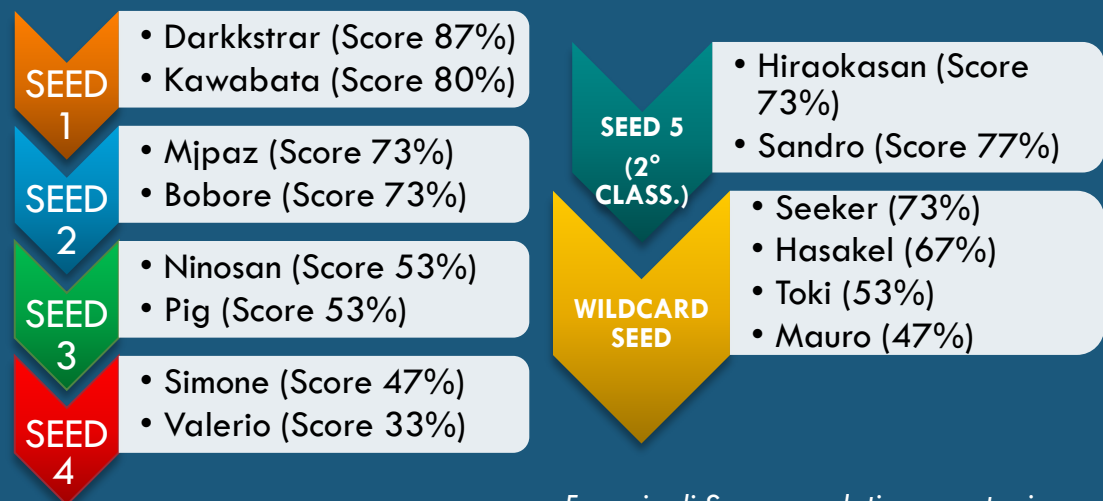 SEED
1
• Darkkstrar (Score 87%)
• Kawabata (Score 80%)
SEED
2
• Mjpaz (Score 73%)
• Bobore (Score 73%)
SEED
3
• Ninosan (Score 53%)
• Pig (Score 53%)
SEED
4
• Simone (Score 47%)
• Valerio (Score 33%)
SEED 5
(2°
CLASS.)
• Hiraokasan (Score
73%)
• Sandro (Score 77%)
WILDCARD
SEED
• Seeker (73%)
• Hasakel (67%)
• Toki (53%)
• Mauro (47%)